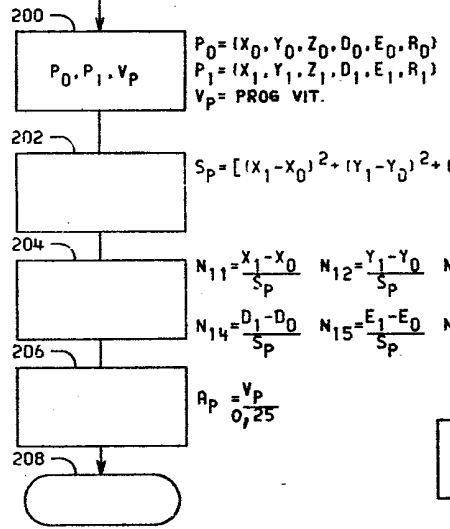 200
P0, P1, VP
P0={X0, Y0, Z0, D0, E0, R0}
P1={X1, Y1, Z1, D1, E1, R1}
VP= PROG VIT.
202
SP=[(X1-X0)2+(Y1-Y0)2+(
204
N11=X1-X0/SP N12=Y1-Y0/SP N
N14=D1-D0/SP N15=E1-E0/SP N
206
AP=VP/0,25
208